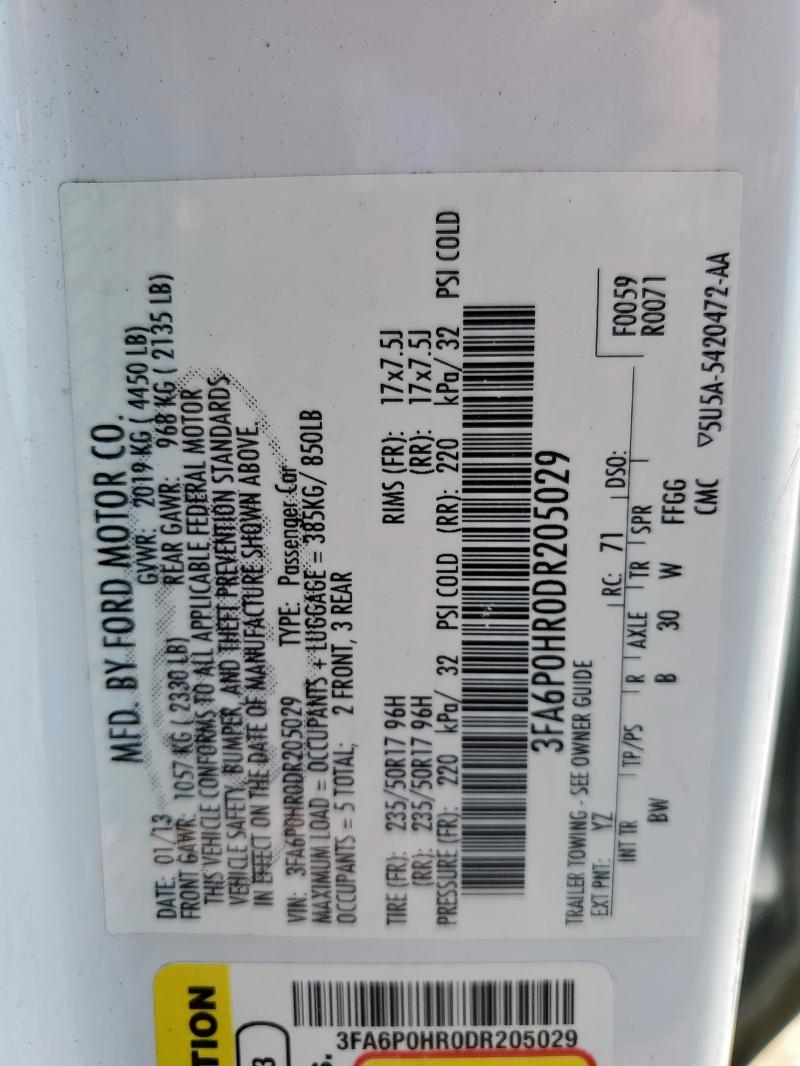 MFD. BY FORD MOTOR CO.
DATE: 01/13 GVWR: 2019 KG ( 4450 LB)
FRONT GAWR: 1057 KG ( 2330 LB) REAR GAWR: 968 KG ( 2135 LB)
THIS VEHICLE CONFORMS TO ALL APPLICABLE FEDERAL MOTOR
VEHICLE SAFETY, BUMPER, AND THEFT PREVENTION STANDARDS
IN EFFECT ON THE DATE OF MANUFACTURE SHOWN ABOVE.
VIN: 3FA6P0HR0DR205029 TYPE: Passenger Car
MAXIMUM LOAD = OCCUPANTS + LUGGAGE = 385KG/ 850LB
OCCUPANTS = 5 TOTAL; 2 FRONT, 3 REAR
TIRE (FR): 235/50R17 96H RIMS (FR): 17x7.5J
(RR): 235/50R17 96H (RR): 17x7.5J
PRESSURE (FR): 220 kPa/ 32 PSI COLD (RR): 220 kPa/ 32 PSI COLD
3FA6P0HR0DR205029
TRAILER TOWING - SEE OWNER GUIDE
EXT PNT: YZ RC: 71 DSO: F0059
R0071
INT TR TP/PS R AXLE TR SPR
BW B 30 W FFGG
CMC ▽5U5A-5420472-AA
TION
3
s.
3FA6P0HR0DR205029